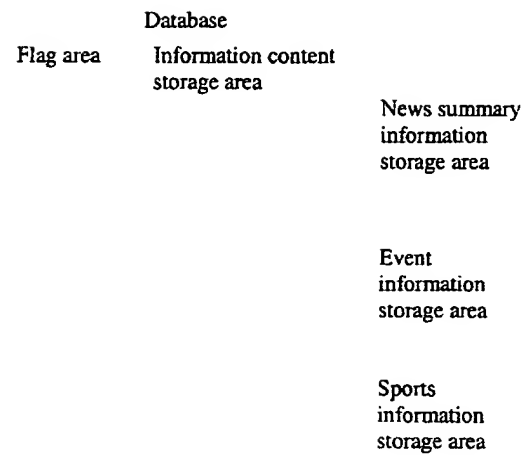 Database
Flag area
Information content
storage area
News summary
information
storage area
Event
information
storage area
Sports
information
storage area